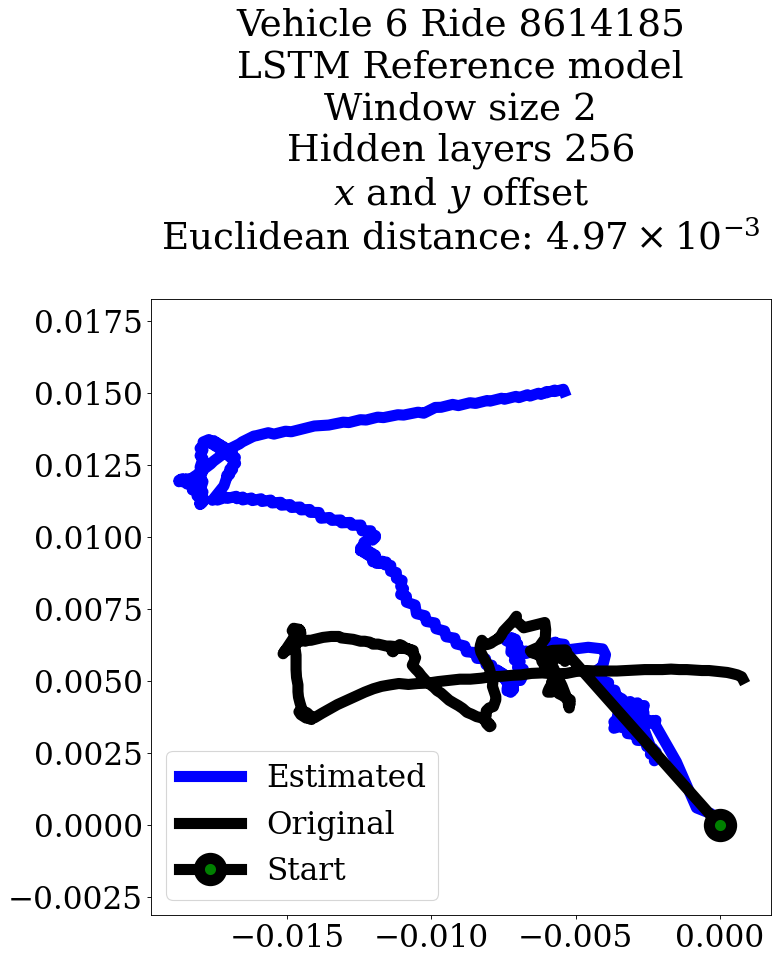 Vehicle 6 Ride 8614185
LSTM Reference model
Window size 2
Hidden layers 256
x and y offset
Euclidean distance: 4.97 × 10⁻³
0.0175
0.0150
0.0125
0.0100
0.0075
0.0050
0.0025
0.0000
−0.0025
Estimated
Original
Start
−0.015 −0.010 −0.005 0.000